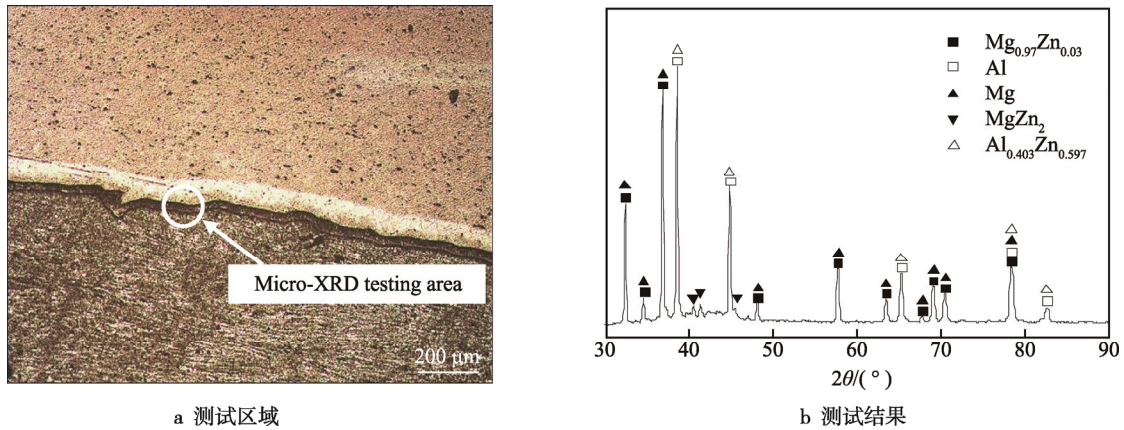 Micro-XRD testing area
200 μm
a 测试区域
Mg0.97Zn0.03
Al
Mg
MgZn2
Al0.403Zn0.597
30 40 50 60 70 80 90
2θ/( ° )
b 测试结果